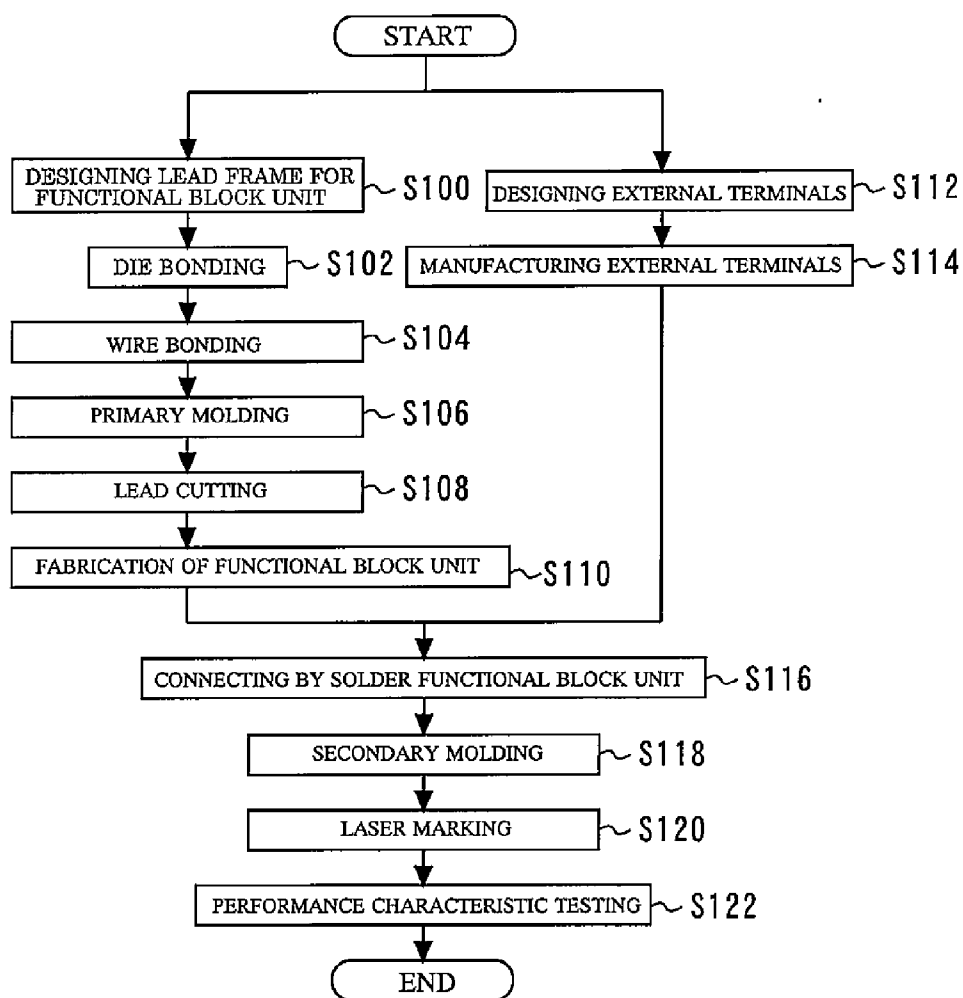 START
DESIGNING LEAD FRAME FOR
FUNCTIONAL BLOCK UNIT
S100
DIE BONDING
S102
WIRE BONDING
S104
PRIMARY MOLDING
S106
LEAD CUTTING
S108
FABRICATION OF FUNCTIONAL BLOCK UNIT
S110
DESIGNING EXTERNAL TERMINALS
S112
MANUFACTURING EXTERNAL TERMINALS
S114
CONNECTING BY SOLDER FUNCTIONAL BLOCK UNIT
S116
SECONDARY MOLDING
S118
LASER MARKING
S120
PERFORMANCE CHARACTERISTIC TESTING
S122
END